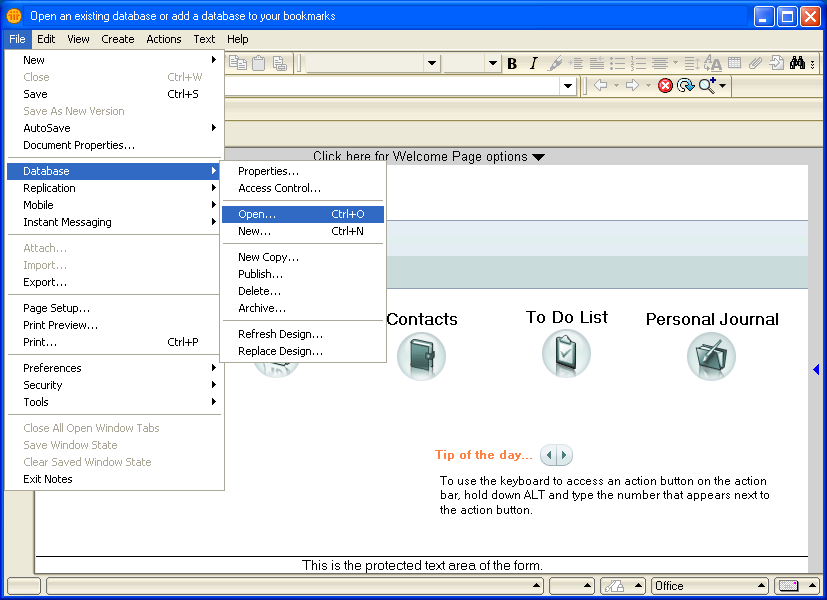 Open an existing database or add a database to your bookmarks
File Edit View Create Actions Text Help
New
Close Ctrl+W
Save Ctrl+S
Save As New Version
AutoSave
Document Properties...
Database
Replication
Mobile
Instant Messaging
Attach...
Import...
Export...
Page Setup...
Print Preview...
Print... Ctrl+P
Preferences
Security
Tools
Close All Open Window Tabs
Save Window State
Clear Saved Window State
Exit Notes
Properties...
Access Control...
Open... Ctrl+O
New... Ctrl+N
New Copy...
Publish...
Delete...
Archive...
Refresh Design...
Replace Design...
B I
Click here for Welcome Page options
Contacts
To Do List
Personal Journal
Tip of the day...
To use the keyboard to access an action button on the action
bar, hold down ALT and type the number that appears next to
the action button.
This is the protected text area of the form.
Office